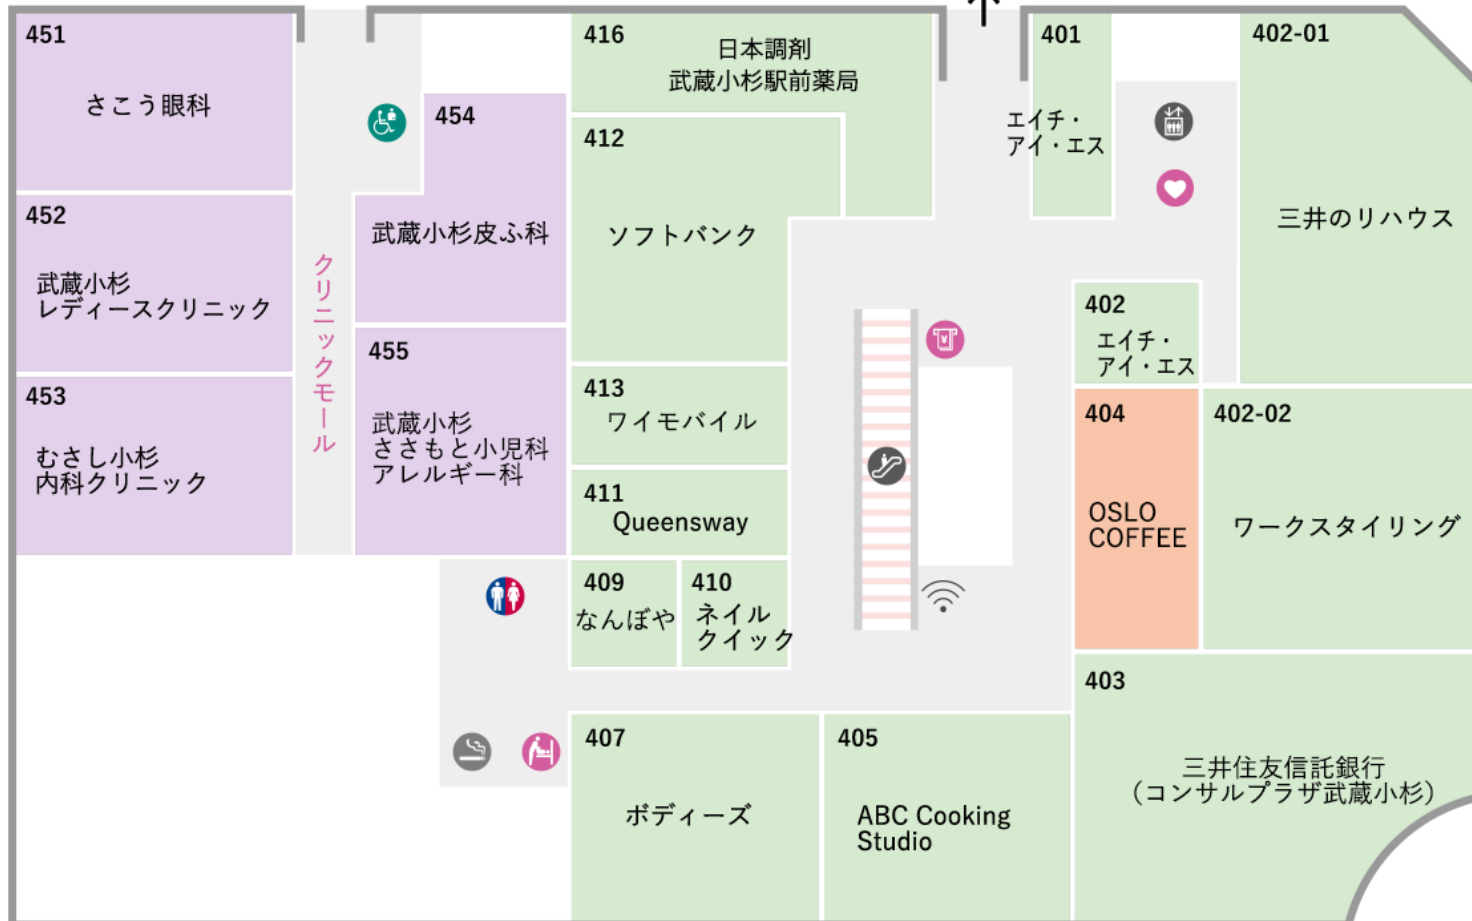 451
さこう眼科
452
武蔵小杉
レディースクリニック
453
むさし小杉
内科クリニック
クリニックモール
454
武蔵小杉皮ふ科
455
武蔵小杉
ささもと小児科
アレルギー科
416
日本調剤
武蔵小杉駅前薬局
412
ソフトバンク
413
ワイモバイル
411
Queensway
409
なんぼや
410
ネイル
クイック
407
ボディーズ
405
ABC Cooking
Studio
401
エイチ・
アイ・エス
402-01
三井のリハウス
402
エイチ・
アイ・エス
404
OSLO
COFFEE
402-02
ワークスタイリング
403
三井住友信託銀行
（コンサルプラザ武蔵小杉）
¥